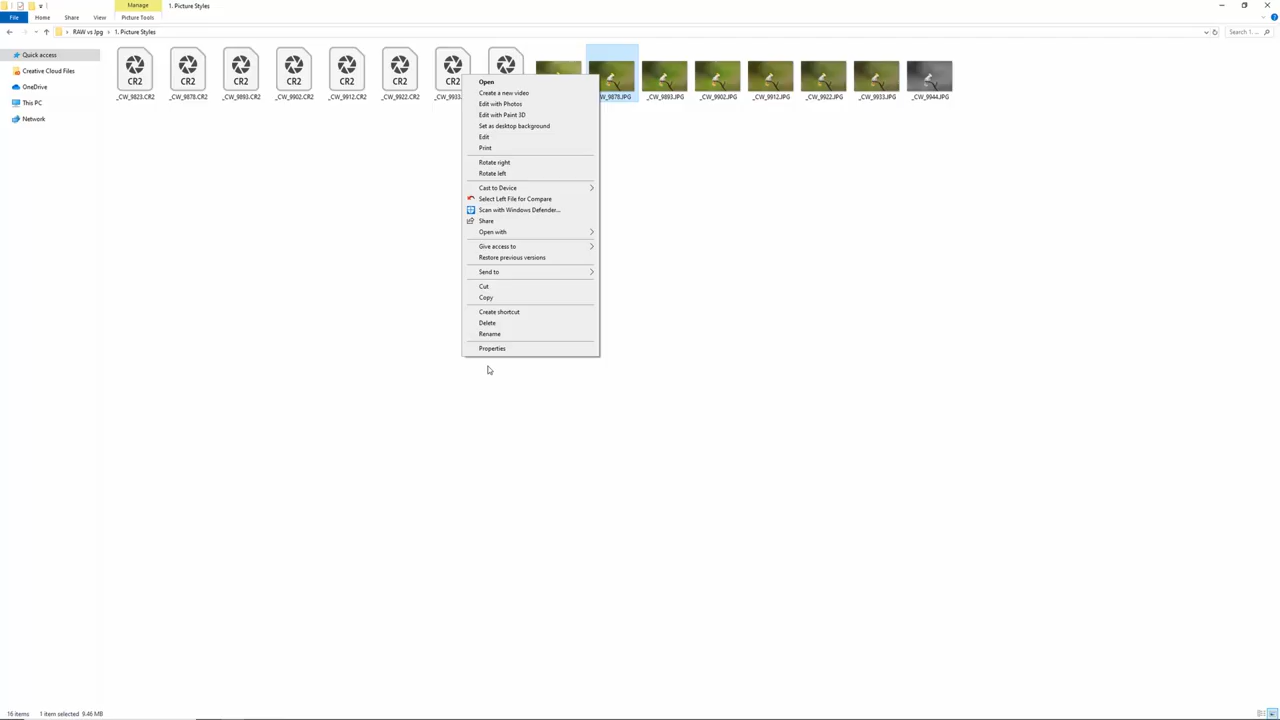 Manage
1. Picture Styles
File
Home
Share
View
Picture Tools
RAW vs Jpg
1. Picture Styles
Search 1. ...
Quick access
Creative Cloud Files
OneDrive
This PC
Network
CR2
CR2
CR2
CR2
CR2
CR2
CR2
CR2
_CW_9823.CR2
_CW_9878.CR2
_CW_9893.CR2
_CW_9902.CR2
_CW_9912.CR2
_CW_9922.CR2
_CW_9933.
W_9878.JPG
_CW_9893.JPG
_CW_9902.JPG
_CW_9912.JPG
_CW_9922.JPG
_CW_9933.JPG
_CW_9944.JPG
Open
Create a new video
Edit with Photos
Edit with Paint 3D
Set as desktop background
Edit
Print
Rotate right
Rotate left
Cast to Device
Select Left File for Compare
Scan with Windows Defender...
Share
Open with
Give access to
Restore previous versions
Send to
Cut
Copy
Create shortcut
Delete
Rename
Properties
16 items
1 item selected 9.46 MB